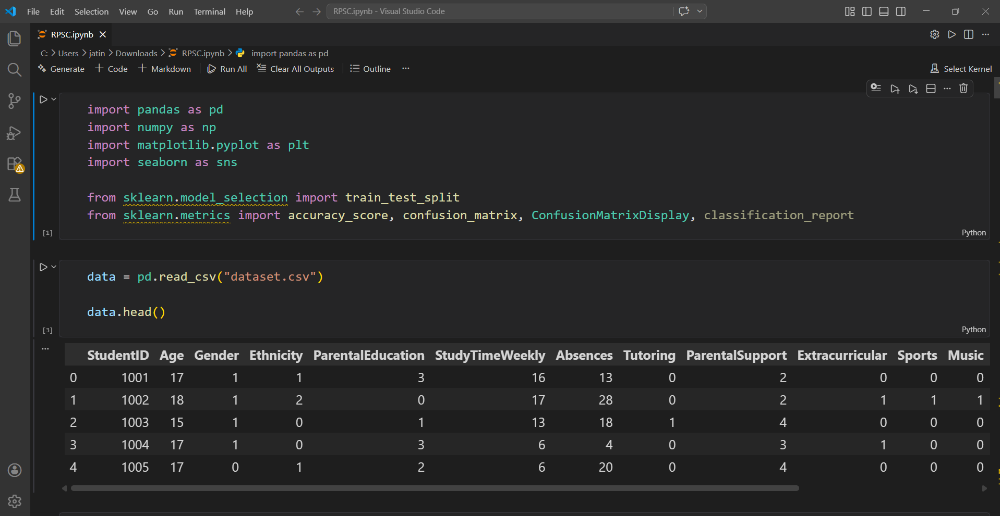 File Edit Selection View Go Run Terminal Help
RPSC.ipynb - Visual Studio Code
RPSC.ipynb
C: Users jatin Downloads RPSC.ipynb import pandas as pd
Generate Code Markdown Run All Clear All Outputs Outline ... Select Kernel
import pandas as pd
import numpy as np
import matplotlib.pyplot as plt
import seaborn as sns
from sklearn.model_selection import train_test_split
from sklearn.metrics import accuracy_score, confusion_matrix, ConfusionMatrixDisplay, classification_report
[1] Python
data = pd.read_csv("dataset.csv")
data.head()
[3] Python
StudentID Age Gender Ethnicity ParentalEducation StudyTimeWeekly Absences Tutoring ParentalSupport Extracurricular Sports Music
0 1001 17 1 1 3 16 13 0 2 0 0 0
1 1002 18 1 2 0 17 28 0 2 1 1 1
2 1003 15 1 0 1 13 18 1 4 0 0 0
3 1004 17 1 0 3 6 4 0 3 1 0 0
4 1005 17 0 1 2 6 20 0 4 0 0 0